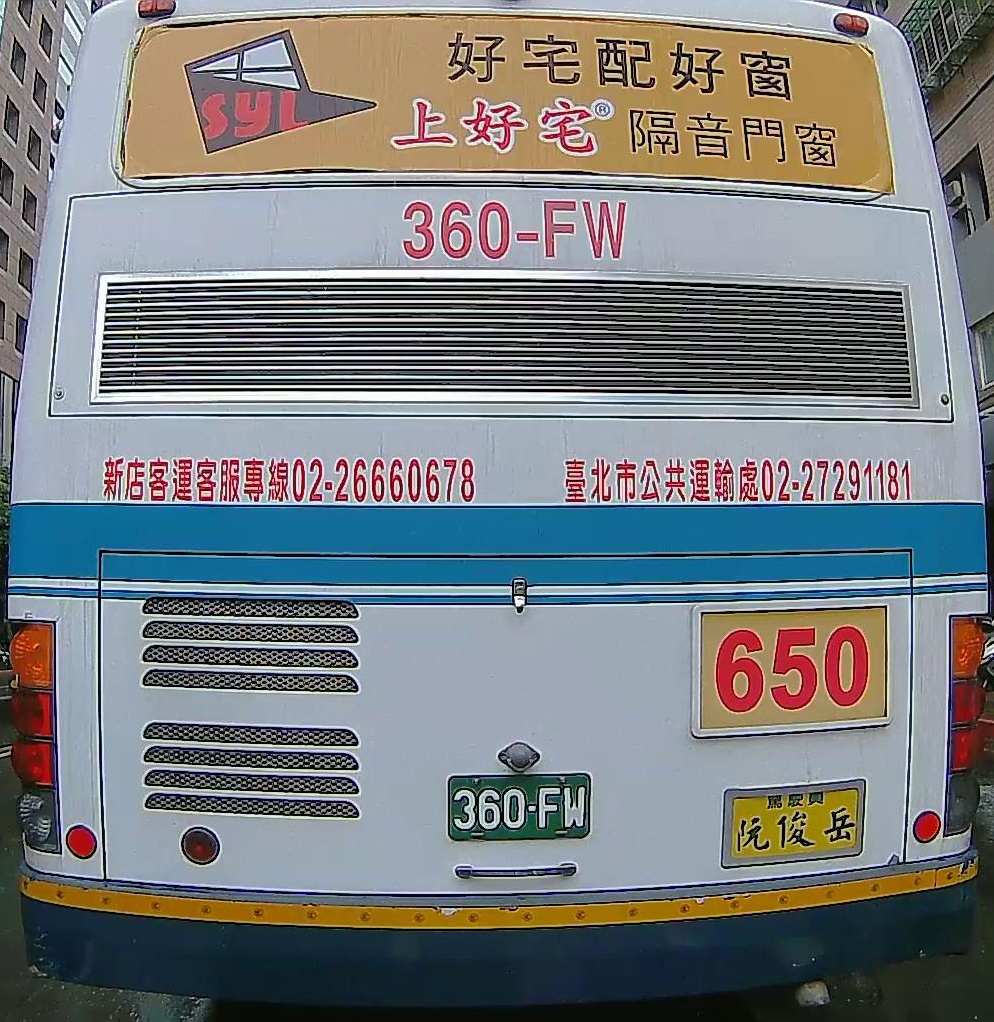 SYL
好宅配好窗
上好宅® 隔音門窗
360-FW
新店客運客服專線02-26660678
臺北市公共運輸處02-27291181
650
360-FW
駕駛員
阮俊岳